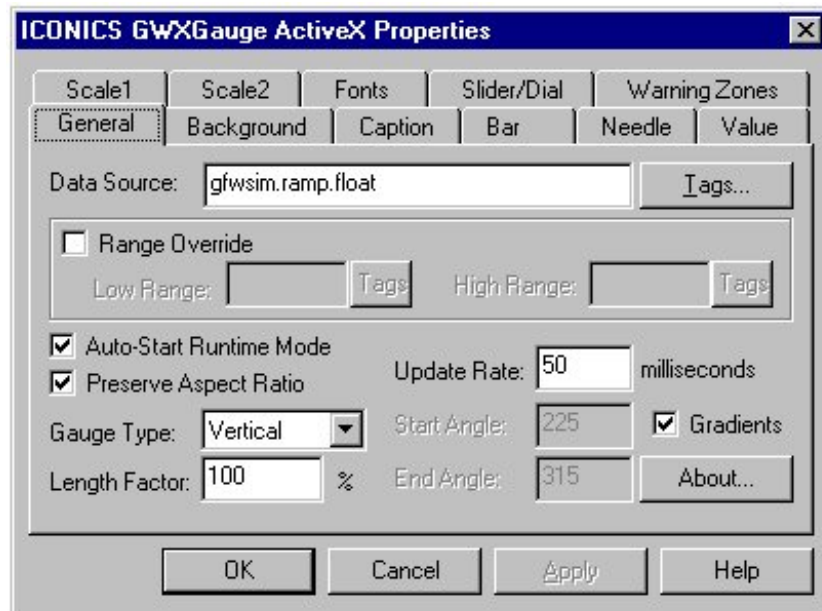 ICONICS GWXGauge ActiveX Properties
Scale1 Scale2 Fonts Slider/Dial Warning Zones
General Background Caption Bar Needle Value
Data Source: gfwsim.ramp.float Tags...
Range Override
Low Range: Tags High Range: Tags
Auto-Start Runtime Mode
Preserve Aspect Ratio Update Rate: 50 milliseconds
Gauge Type: Vertical Start Angle: 225 Gradients
Length Factor: 100 % End Angle: 315 About...
OK Cancel Apply Help